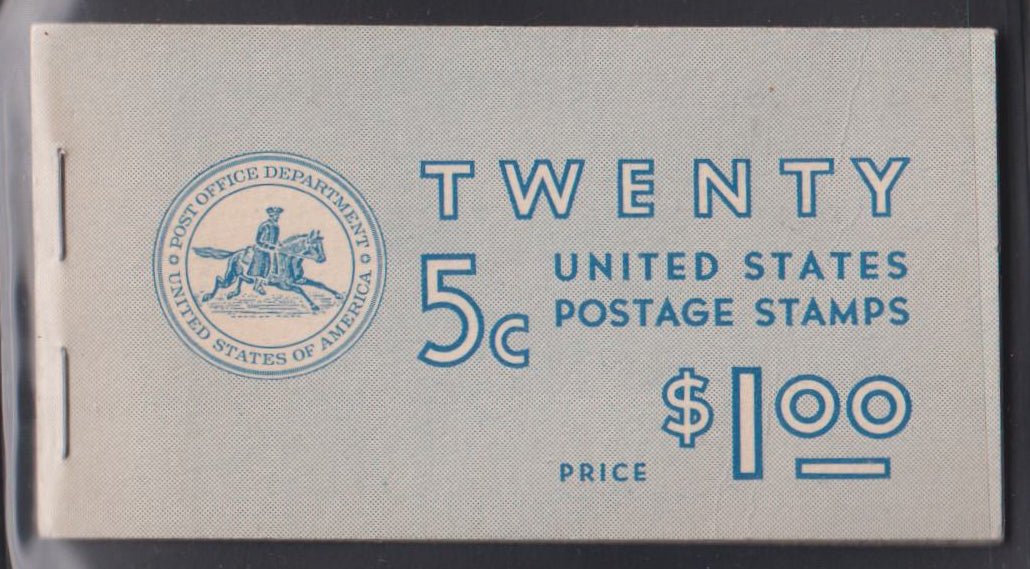 POST OFFICE DEPARTMENT
UNITED STATES OF AMERICA
TWENTY
5c
UNITED STATES
POSTAGE STAMPS
PRICE $1.00